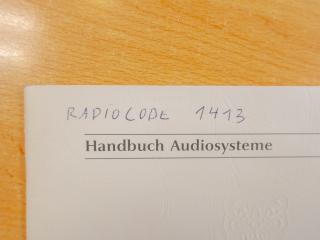 RADIOCODE 1413
Handbuch Audiosysteme